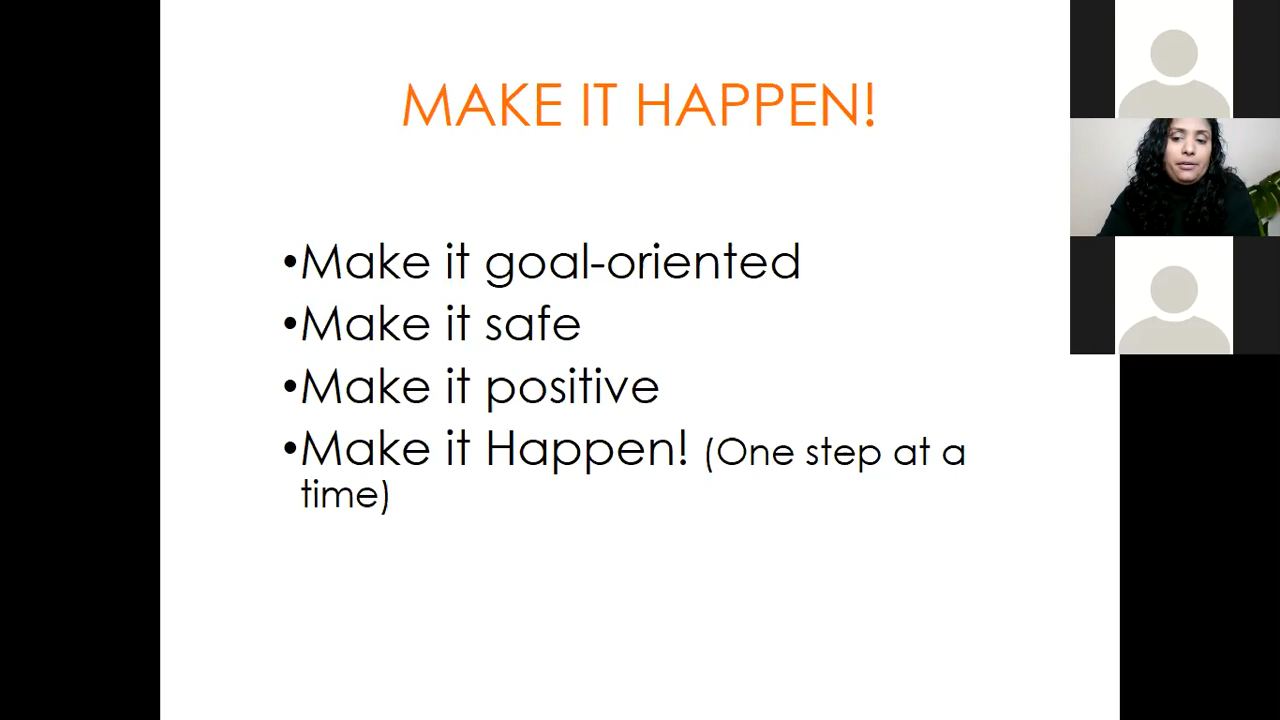 MAKE IT HAPPEN!
•Make it goal-oriented
•Make it safe
•Make it positive
•Make it Happen! (One step at a
time)